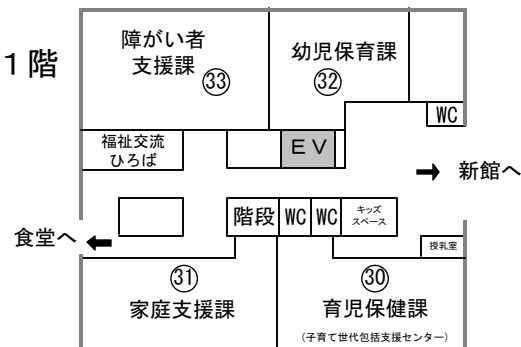 1階
障がい者
支援課
㉝
幼児保育課
㉜
WC
福祉交流
ひろば
EV
新館へ
階段
WC
WC
キッズ
スペース
食堂へ
授乳室
㉛
家庭支援課
㉚
育児保健課
(子育て世代包括支援センター)